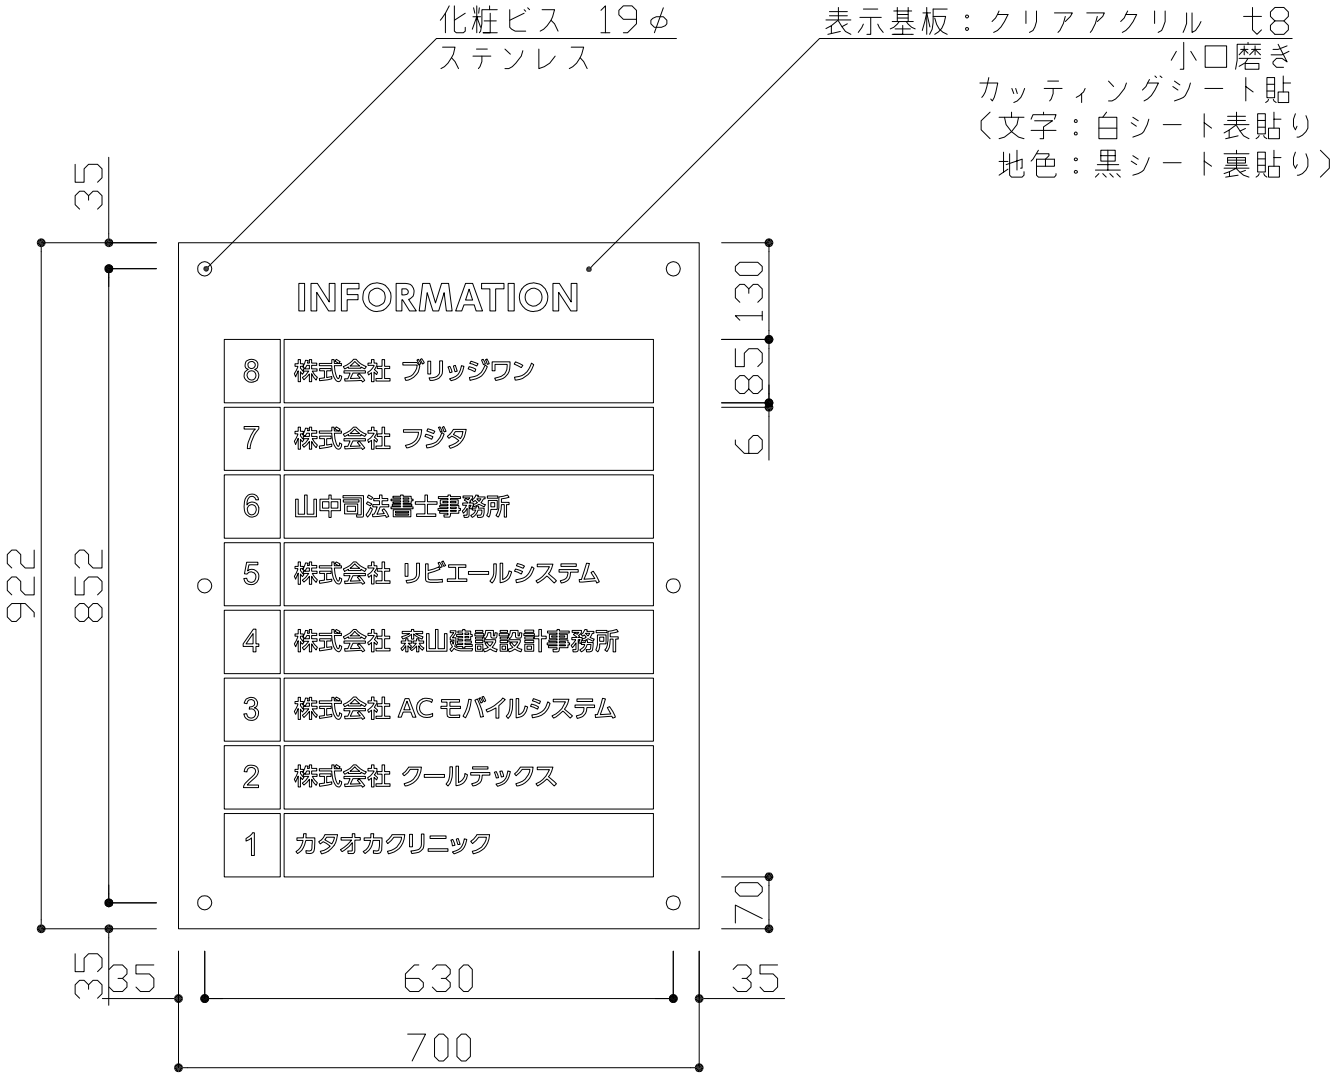 化粧ビス　19φ
ステンレス
表示基板：クリアアクリル　t8
小口磨き
カッティングシート貼
（文字：白シート表貼り
地色：黒シート裏貼り）
35
922
852
35
130
85
6
70
INFORMATION
8 株式会社 ブリッジワン
7 株式会社 フジタ
6 山中司法書士事務所
5 株式会社 リビエールシステム
4 株式会社 森山建設設計事務所
3 株式会社 AC モバイルシステム
2 株式会社 クールテックス
1 カタオカクリニック
35
630
35
700